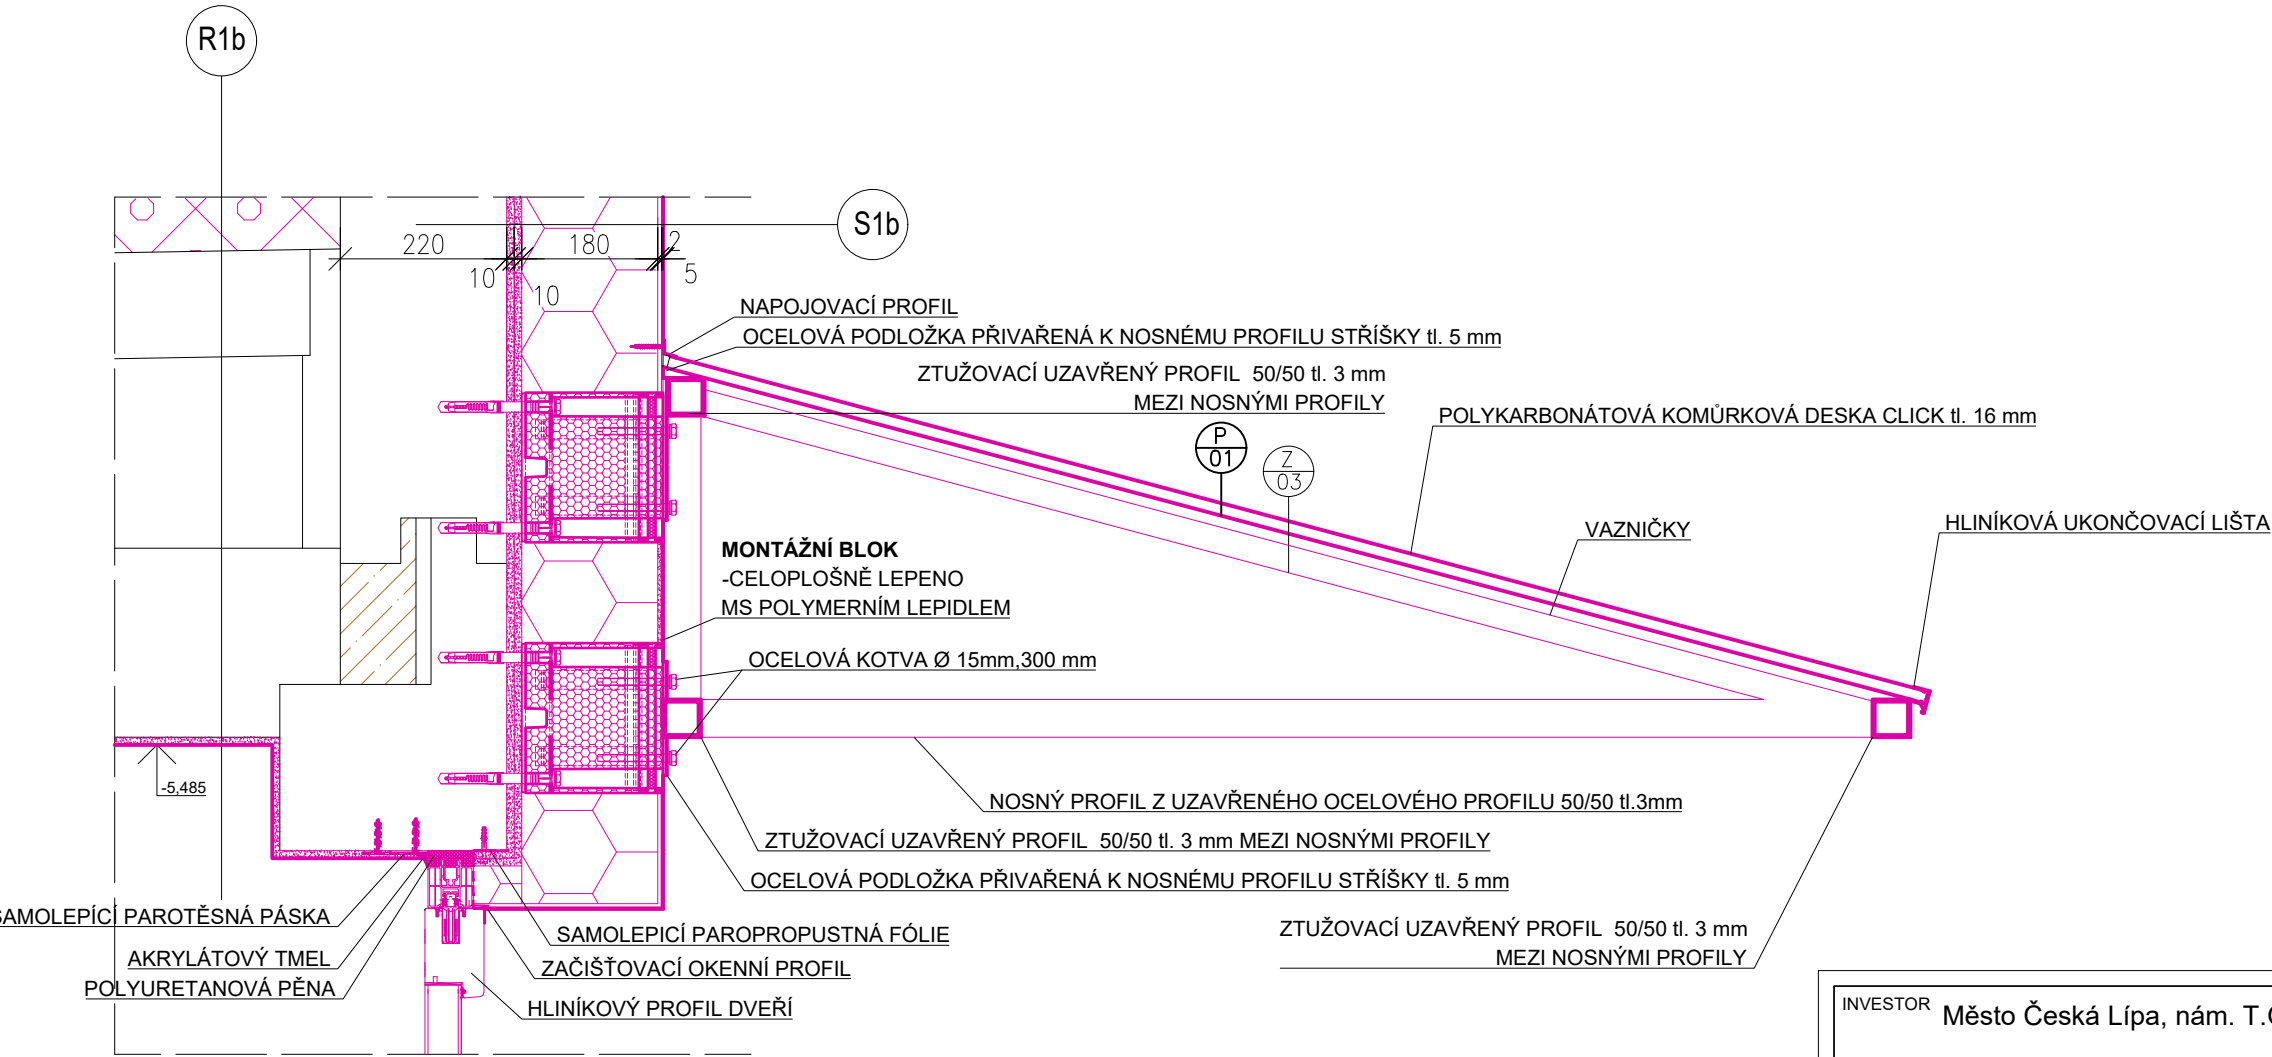 R1b
S1b
220
180
2
10
10
5
NAPOJOVACÍ PROFIL
OCELOVÁ PODLOŽKA PŘIVAŘENÁ K NOSNÉMU PROFILU STŘÍŠKY tl. 5 mm
ZTUŽOVACÍ UZAVŘENÝ PROFIL 50/50 tl. 3 mm
MEZI NOSNÝMI PROFILY
POLYKARBONÁTOVÁ KOMŮRKOVÁ DESKA CLICK tl. 16 mm
P
01
Z
03
VAZNIČKY
HLINÍKOVÁ UKONČOVACÍ LIŠTA
MONTÁŽNÍ BLOK
-CELOPLOŠNĚ LEPENO
MS POLYMERNÍM LEPIDLEM
OCELOVÁ KOTVA Ø 15mm,300 mm
-5,485
NOSNÝ PROFIL Z UZAVŘENÉHO OCELOVÉHO PROFILU 50/50 tl.3mm
ZTUŽOVACÍ UZAVŘENÝ PROFIL 50/50 tl. 3 mm MEZI NOSNÝMI PROFILY
OCELOVÁ PODLOŽKA PŘIVAŘENÁ K NOSNÉMU PROFILU STŘÍŠKY tl. 5 mm
SAMOLEPÍCÍ PAROTĚSNÁ PÁSKA
AKRYLÁTOVÝ TMEL
POLYURETANOVÁ PĚNA
SAMOLEPICÍ PAROPROPUSTNÁ FÓLIE
ZAČIŠŤOVACÍ OKENNÍ PROFIL
HLINÍKOVÝ PROFIL DVEŘÍ
ZTUŽOVACÍ UZAVŘENÝ PROFIL 50/50 tl. 3 mm
MEZI NOSNÝMI PROFILY
INVESTOR Město Česká Lípa, nám. T.